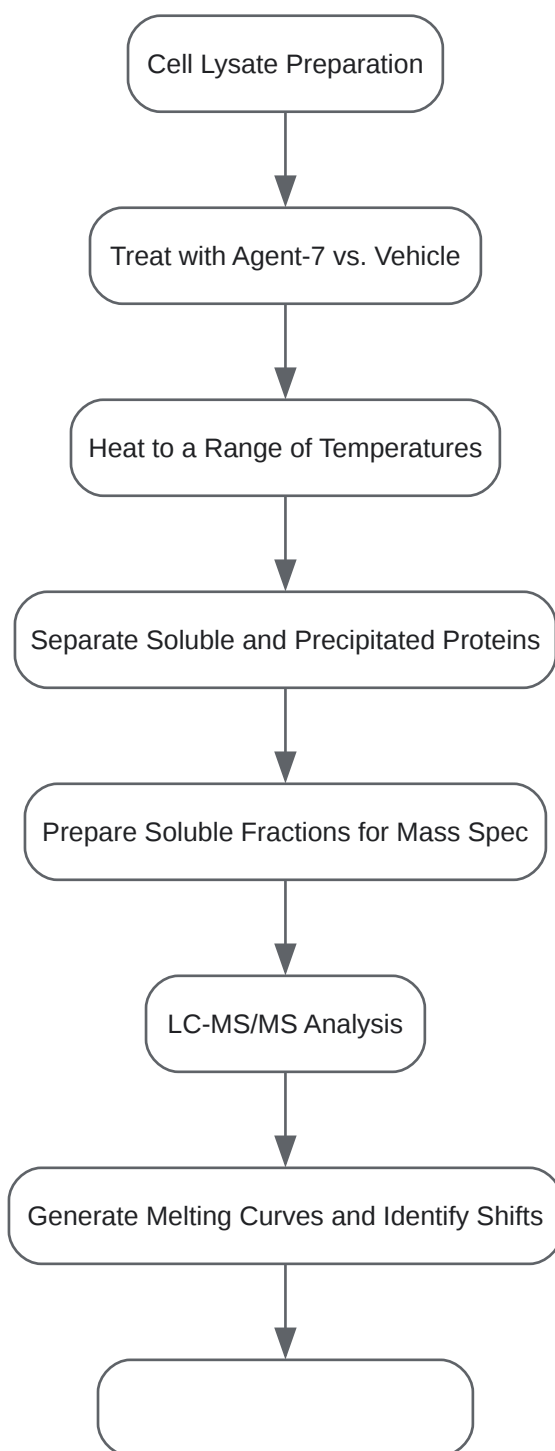 Cell Lysate Preparation
Treat with Agent-7 vs. Vehicle
Heat to a Range of Temperatures
Separate Soluble and Precipitated Proteins
Prepare Soluble Fractions for Mass Spec
LC-MS/MS Analysis
Generate Melting Curves and Identify Shifts